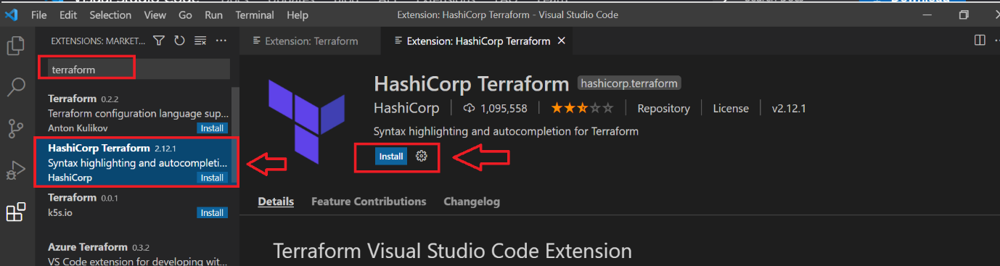 File Edit Selection View Go Run Terminal Help
Extension: HashiCorp Terraform - Visual Studio Code
EXTENSIONS: MARKET...
Extension: Terraform
Extension: HashiCorp Terraform
terraform
Terraform 0.2.2
Terraform configuration language sup...
Anton Kulikov Install
HashiCorp Terraform 2.12.1
Syntax highlighting and autocompleti...
HashiCorp Install
Terraform 0.0.1
k5s.io Install
Azure Terraform 0.3.2
VS Code extension for developing wit...
HashiCorp Terraform hashicorp.terraform
HashiCorp 1,095,558 Repository License v2.12.1
Syntax highlighting and autocompletion for Terraform
Install
Details Feature Contributions Changelog
Terraform Visual Studio Code Extension